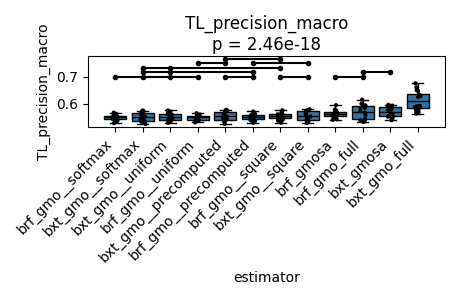 TL_precision_macro
p = 2.46e-18
TL_precision_macro
0.7
0.6
brf_gmo__softmax
bxt_gmo__softmax
bxt_gmo__uniform
brf_gmo__uniform
bxt_gmo__precomputed
brf_gmo__precomputed
brf_gmo__square
bxt_gmo__square
brf_gmosa
brf_gmo_full
bxt_gmosa
bxt_gmo_full
estimator